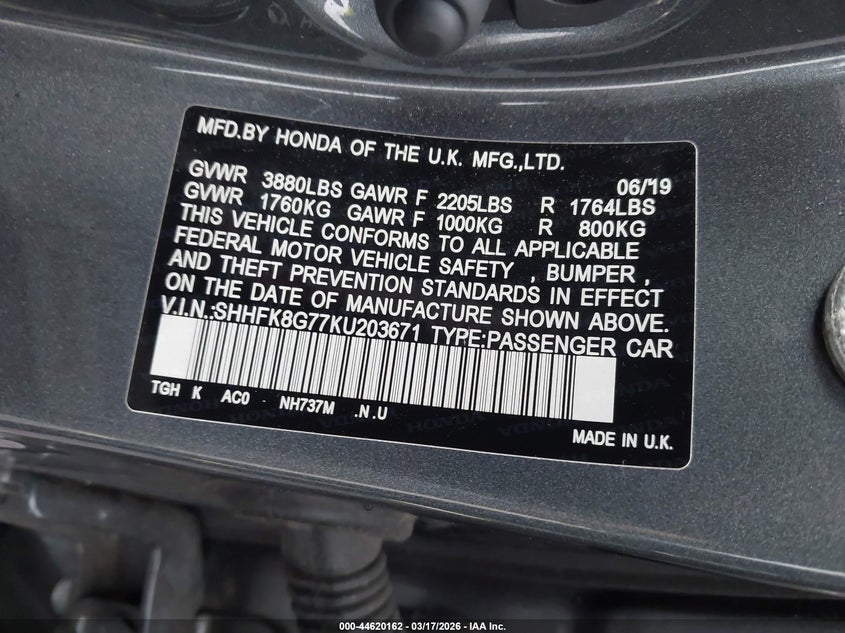 MFD.BY HONDA OF THE U.K. MFG.,LTD.
06/19
GVWR 3880LBS GAWR F 2205LBS R 1764LBS
GVWR 1760KG GAWR F 1000KG R 800KG
THIS VEHICLE CONFORMS TO ALL APPLICABLE
FEDERAL MOTOR VEHICLE SAFETY , BUMPER ,
AND THEFT PREVENTION STANDARDS IN EFFECT
ON THE DATE OF MANUFACTURE SHOWN ABOVE.
V.I.N.:SHHFK8G77KU203671 TYPE:PASSENGER CAR
TGH K AC0 - NH737M .N.U
MADE IN U.K.
000-44620162 — 03/17/2026 — IAA Inc.